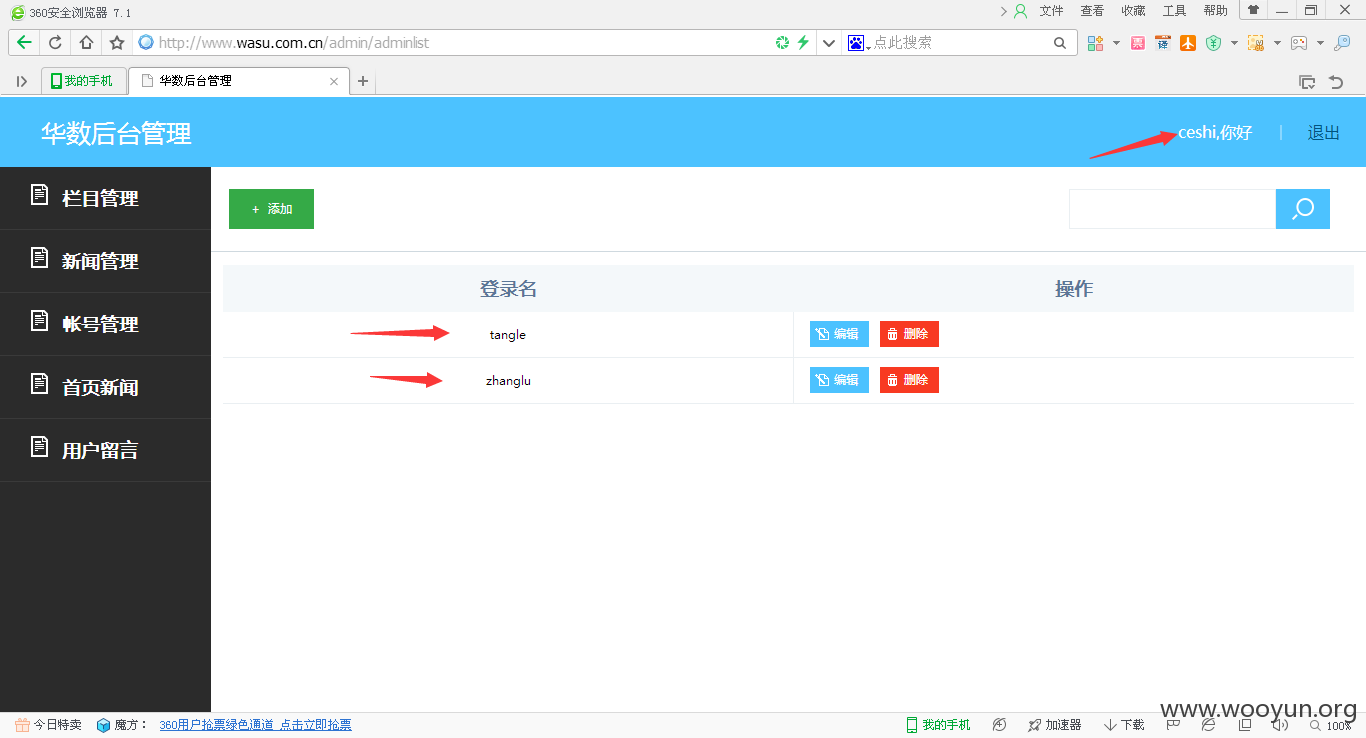 360安全浏览器 7.1
文件 查看 收藏 工具 帮助
http://www.wasu.com.cn/admin/adminlist
点此搜索
我的手机
华数后台管理
华数后台管理
ceshi,你好 | 退出
栏目管理
新闻管理
帐号管理
首页新闻
用户留言
+ 添加
登录名 操作
tangle 编辑 删除
zhanglu 编辑 删除
今日特卖 魔方： 360用户抢票绿色通道 点击立即抢票
我的手机 加速器 下载 100%
www.wooyun.org